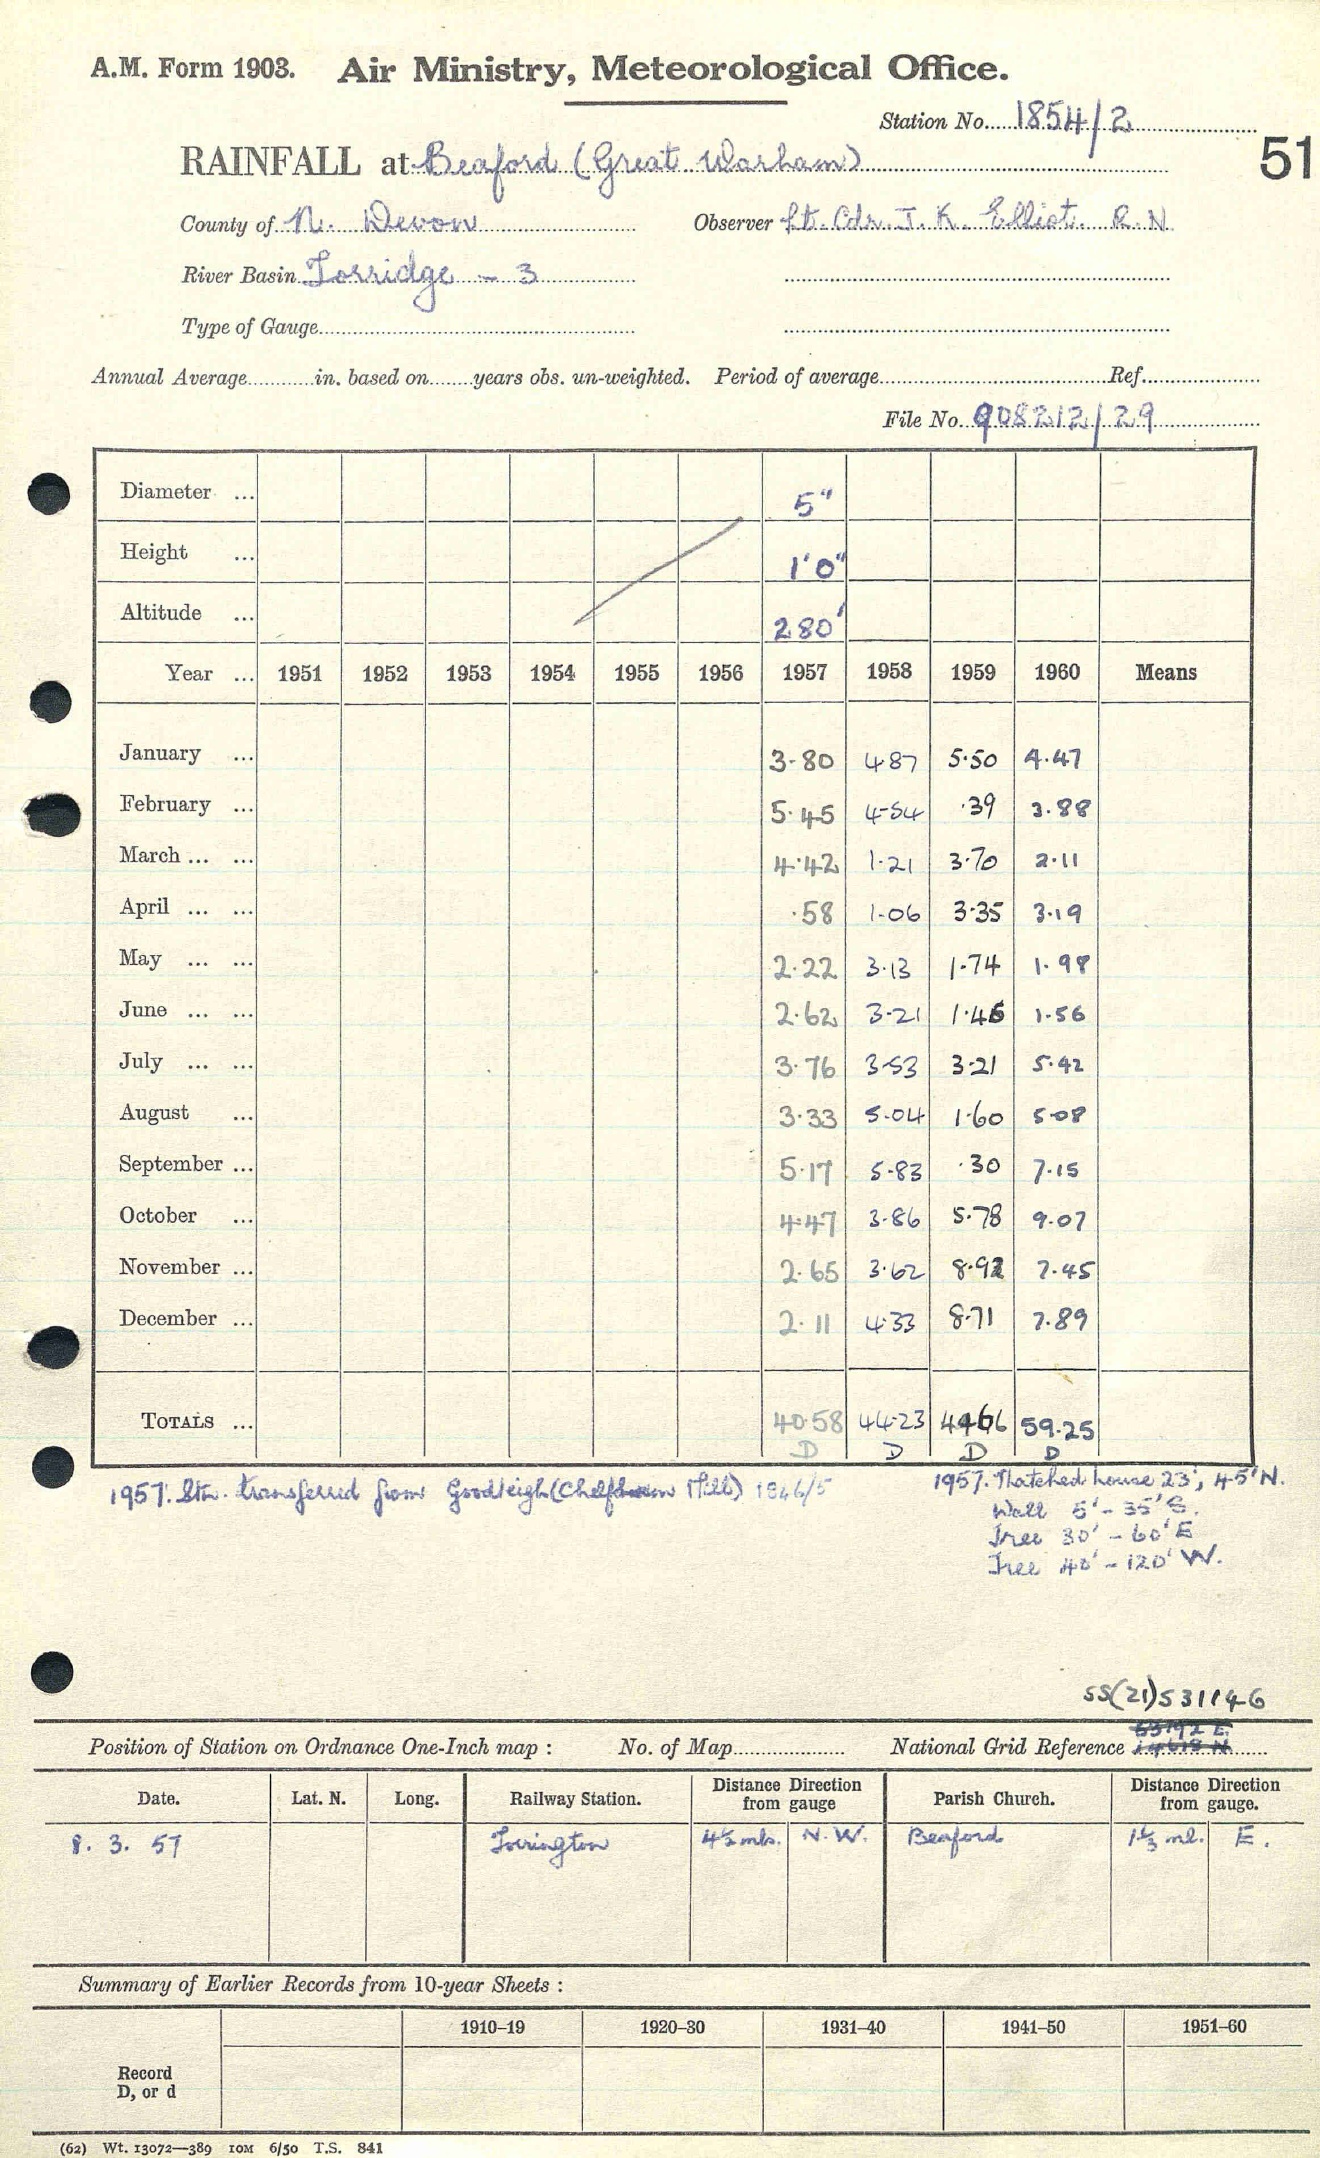 A.M. Form 1903. Air Ministry, Meteorological Office.
Station No. 1854/2
51
RAINFALL at Beaford (Great Warham)
County of N. Devon Observer Lt. Cdr. J. K. Elliot. R.N.
River Basin Torridge - 3
Type of Gauge
Annual Average in. based on years obs. un-weighted. Period of average Ref.
File No. 908212/29
Diameter ... 5"
Height ... 1'0"
Altitude ... 280'
Year ... 1951 1952 1953 1954 1955 1956 1957 1958 1959 1960 Means
January ... 3.80 4.87 5.50 4.47
February ... 5.45 4.54 .39 3.88
March ... ... 4.42 1.21 3.70 2.11
April ... ... .58 1.06 3.35 3.19
May ... ... 2.22 3.13 1.74 1.98
June ... ... 2.62 3.21 1.46 1.56
July ... ... 3.76 3.53 3.21 5.42
August ... 3.33 5.04 1.60 5.08
September ... 5.17 5.83 .30 7.15
October ... 4.47 3.86 5.78 9.07
November ... 2.65 3.62 8.92 7.45
December ... 2.11 4.33 8.71 7.89
TOTALS ... 40.58 44.23 44.66 59.25
D D D D
1957. Stn. transferred from Goodleigh (Chelfham Mill) 1846/5
1957. Thatched house 23', 45' N.
Wall 5' - 35' S.
Tree 30' - 60' E
Tree 40' - 120' W.
SS(21)531146
Position of Station on Ordnance One-Inch map : No. of Map National Grid Reference
Date. Lat. N. Long. Railway Station. Distance from gauge Direction Parish Church. Distance from gauge. Direction
8. 3. 57 Torrington 4½ mls. N.W. Beaford 1⅓ ml. E.
Summary of Earlier Records from 10-year Sheets :
1910–19 1920–30 1931–40 1941–50 1951–60
Record
D, or d
(62) Wt. 13072—389 10M 6/50 T.S. 841